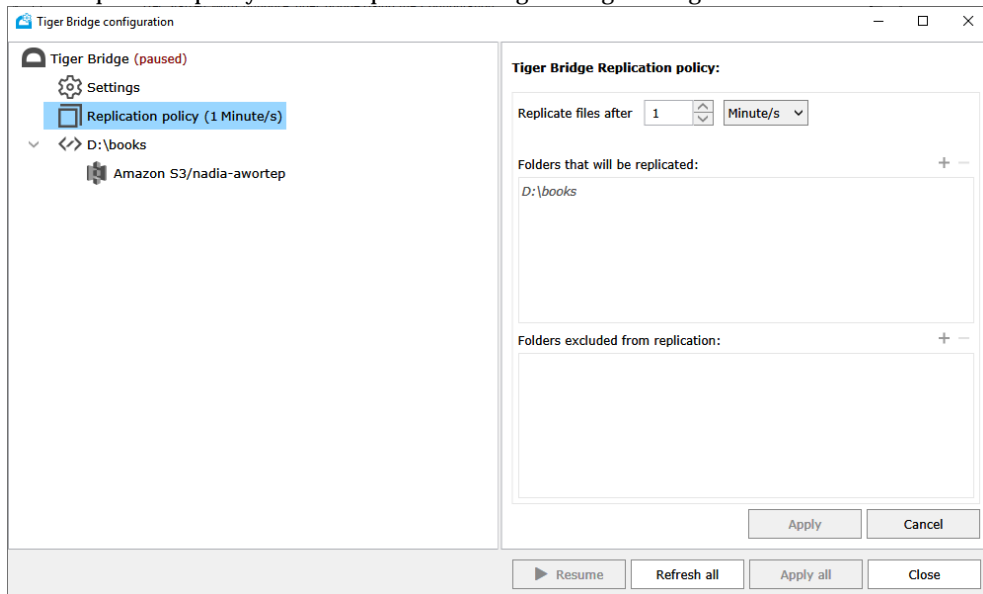 Tiger Bridge configuration
Tiger Bridge (paused)
Settings
Replication policy (1 Minute/s)
D:\books
Amazon S3/nadia-awortep
Tiger Bridge Replication policy:
Replicate files after 1 Minute/s
Folders that will be replicated:
D:\books
Folders excluded from replication:
Apply Cancel
Resume Refresh all Apply all Close